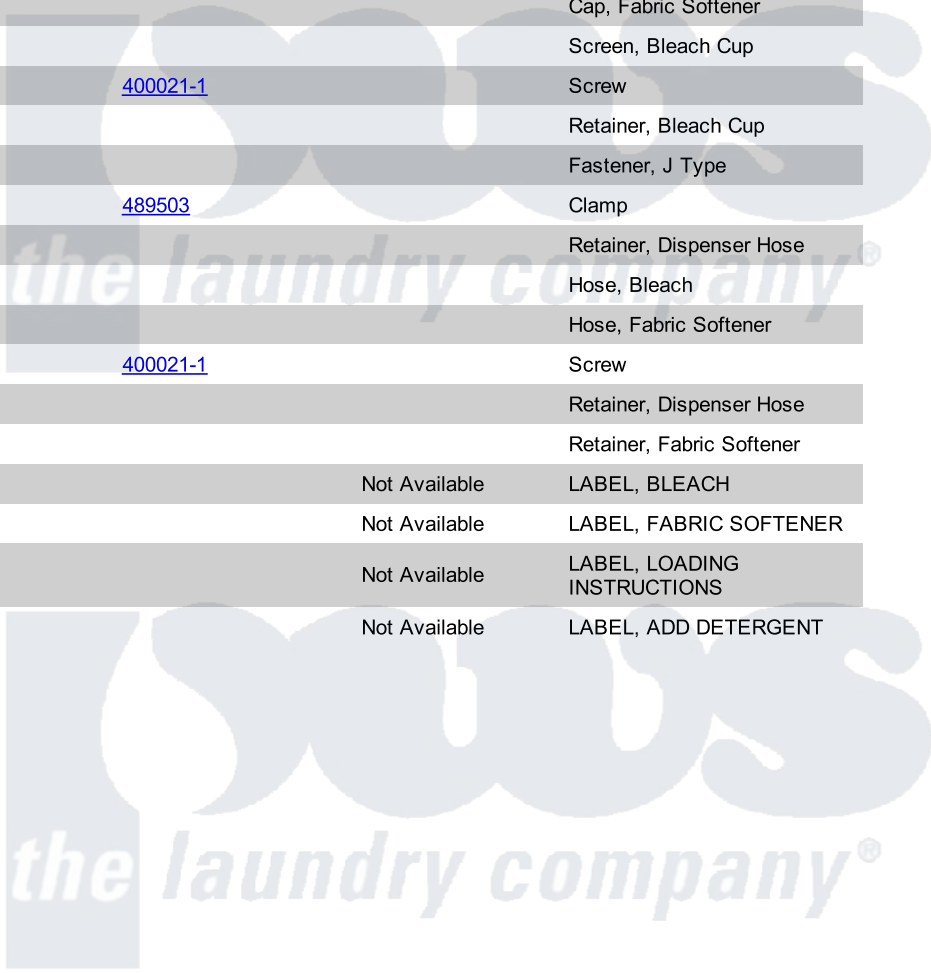 Cap, Fabric Softener
Screen, Bleach Cup
400021-1 Screw
Retainer, Bleach Cup
Fastener, J Type
489503 Clamp
Retainer, Dispenser Hose
the laundry company®
Hose, Bleach
Hose, Fabric Softener
400021-1 Screw
Retainer, Dispenser Hose
Retainer, Fabric Softener
Not Available LABEL, BLEACH
Not Available LABEL, FABRIC SOFTENER
Not Available LABEL, LOADING
INSTRUCTIONS
Not Available LABEL, ADD DETERGENT
pws
the laundry company®